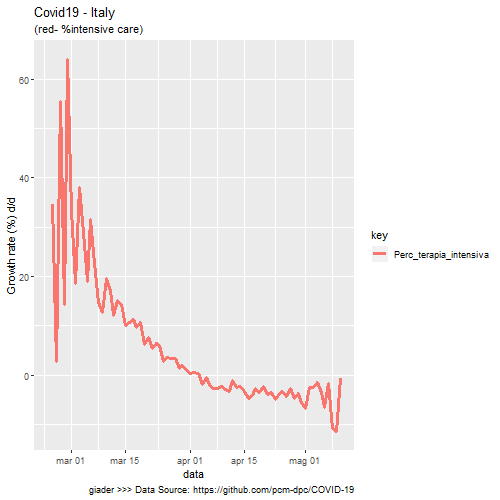 Covid19 - Italy
(red- %intensive care)
Growth rate (%) d/d
60
40
20
0
mar 01
mar 15
apr 01
apr 15
mag 01
data
key
Perc_terapia_intensiva
giader >>> Data Source: https://github.com/pcm-dpc/COVID-19